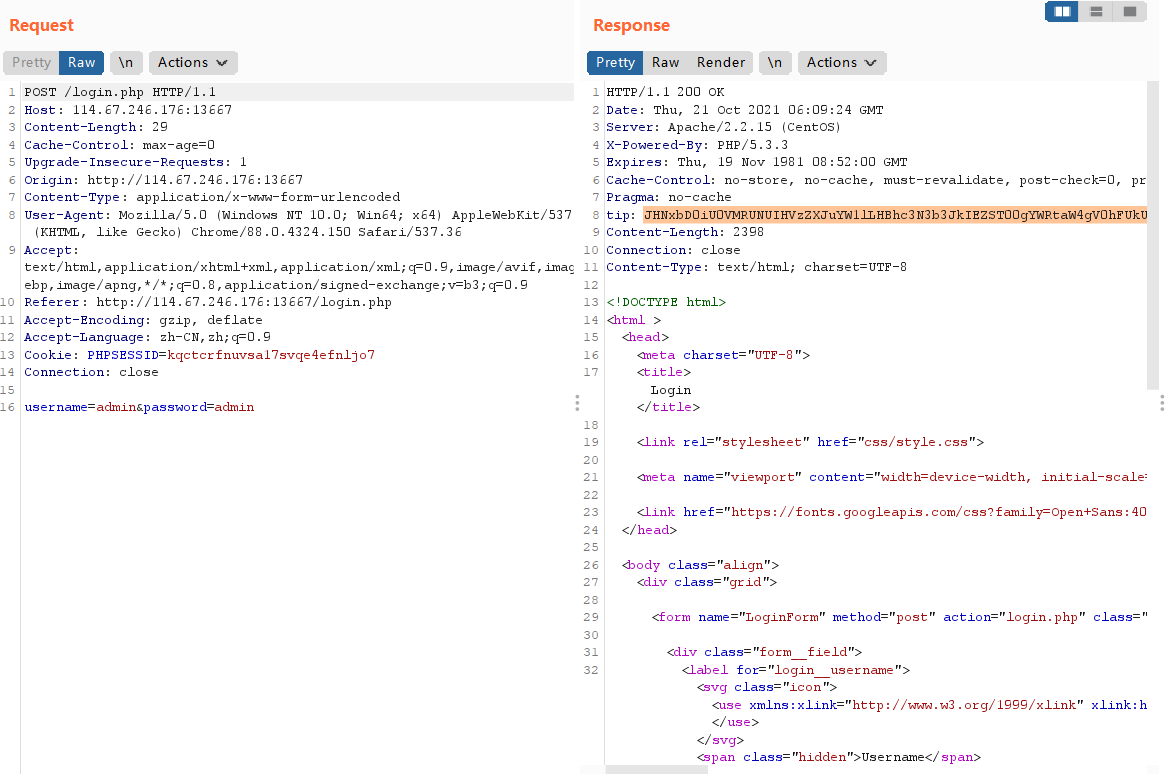 Request
Pretty Raw \n Actions
1 POST /login.php HTTP/1.1
2 Host: 114.67.246.176:13667
3 Content-Length: 29
4 Cache-Control: max-age=0
5 Upgrade-Insecure-Requests: 1
6 Origin: http://114.67.246.176:13667
7 Content-Type: application/x-www-form-urlencoded
8 User-Agent: Mozilla/5.0 (Windows NT 10.0; Win64; x64) AppleWebKit/537
(KHTML, like Gecko) Chrome/88.0.4324.150 Safari/537.36
9 Accept:
text/html,application/xhtml+xml,application/xml;q=0.9,image/avif,imag
ebp,image/apng,*/*;q=0.8,application/signed-exchange;v=b3;q=0.9
10 Referer: http://114.67.246.176:13667/login.php
11 Accept-Encoding: gzip, deflate
12 Accept-Language: zh-CN,zh;q=0.9
13 Cookie: PHPSESSID=kqctcrfnuvsal7svqe4efnljo7
14 Connection: close
15
16 username=admin&password=admin
Response
Pretty Raw Render \n Actions
1 HTTP/1.1 200 OK
2 Date: Thu, 21 Oct 2021 06:09:24 GMT
3 Server: Apache/2.2.15 (CentOS)
4 X-Powered-By: PHP/5.3.3
5 Expires: Thu, 19 Nov 1981 08:52:00 GMT
6 Cache-Control: no-store, no-cache, must-revalidate, post-check=0, pr
7 Pragma: no-cache
8 tip: JHNxbD0iU0VMRUNUIHVzZXJuYW1lLHBhc3N3b3JkIEZST00gYWRtaW4gV0hFUkU
9 Content-Length: 2398
10 Connection: close
11 Content-Type: text/html; charset=UTF-8
12
13 <!DOCTYPE html>
14 <html >
15 <head>
16 <meta charset="UTF-8">
17 <title>
Login
</title>
18
19 <link rel="stylesheet" href="css/style.css">
20
21 <meta name="viewport" content="width=device-width, initial-scale=
22
23 <link href="https://fonts.googleapis.com/css?family=Open+Sans:40
24 </head>
25
26 <body class="align">
27 <div class="grid">
28
29 <form name="LoginForm" method="post" action="login.php" class="
30
31 <div class="form__field">
32 <label for="login__username">
<svg class="icon">
<use xmlns:xlink="http://www.w3.org/1999/xlink" xlink:h
</use>
</svg>
<span class="hidden">Username</span>